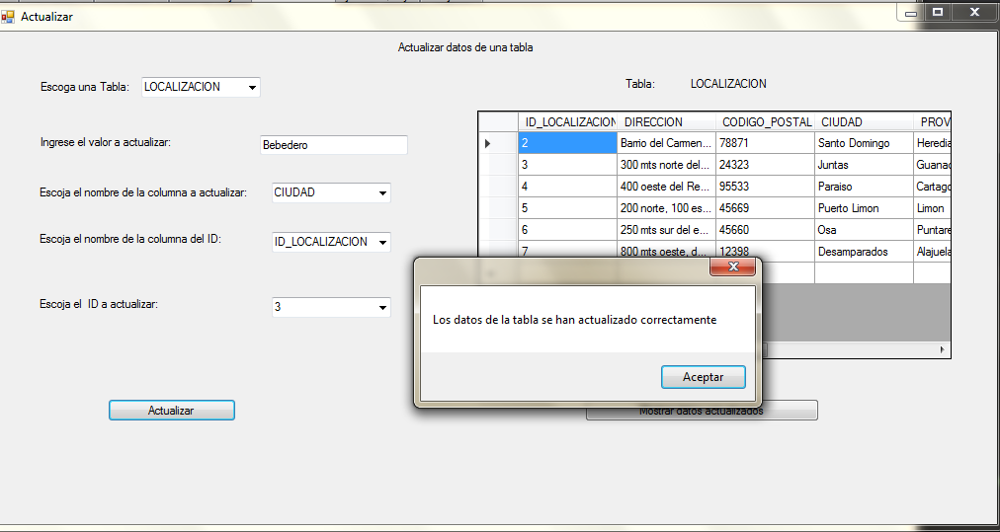 Actualizar
Actualizar datos de una tabla
Escoga una Tabla: LOCALIZACION
Tabla: LOCALIZACION
Ingrese el valor a actualizar: Bebedero
Escoja el nombre de la columna a actualizar: CIUDAD
Escoja el nombre de la columna del ID: ID_LOCALIZACION
Escoja el ID a actualizar: 3
Actualizar
ID_LOCALIZACION DIRECCION CODIGO_POSTAL CIUDAD PROV
2 Barrio del Carmen... 78871 Santo Domingo Heredia
3 300 mts norte del... 24323 Juntas Guanac
4 400 oeste del Re... 95533 Paraiso Cartago
5 200 norte, 100 es... 45669 Puerto Limon Limon
6 250 mts sur del e... 45660 Osa Puntare
7 800 mts oeste, d... 12398 Desamparados Alajuela
Los datos de la tabla se han actualizado correctamente
Aceptar
Mostrar datos actualizados